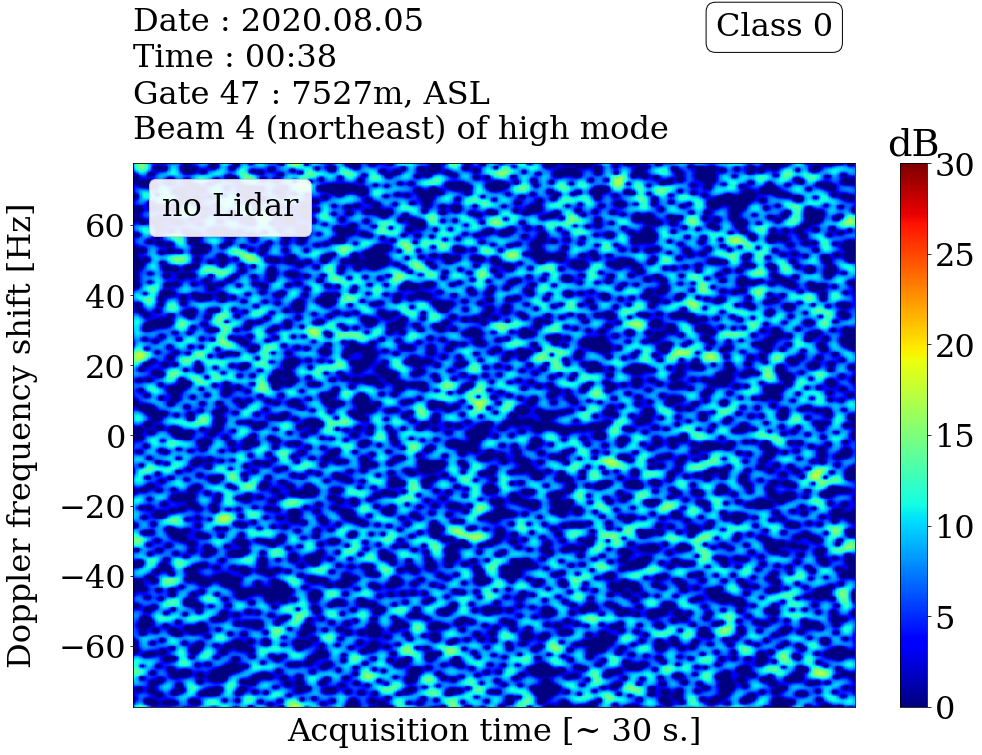 Date : 2020.08.05
Time : 00:38
Gate 47 : 7527m, ASL
Beam 4 (northeast) of high mode
Class 0
dB
no Lidar
Doppler frequency shift [Hz]
60
40
20
0
−20
−40
−60
30
25
20
15
10
5
0
Acquisition time [~ 30 s.]